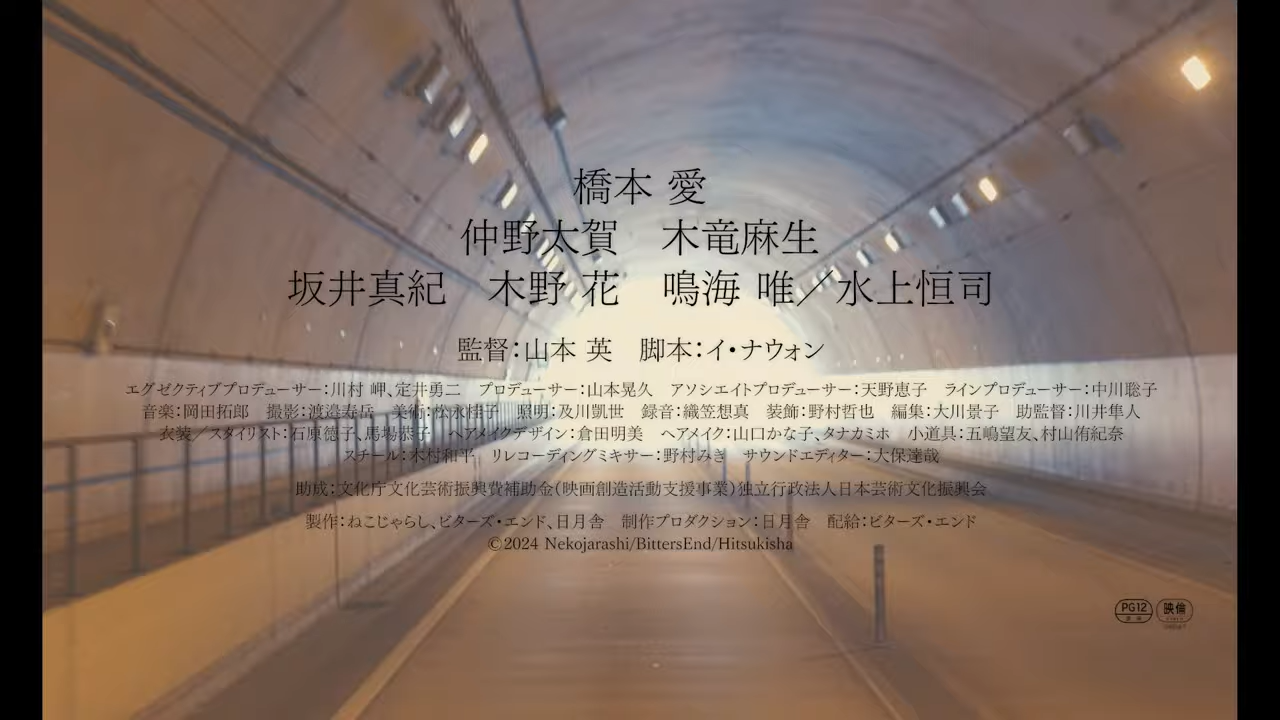 橋本 愛
仲野太賀 木竜麻生
坂井真紀 木野 花 鳴海 唯／水上恒司
監督：山本 英 脚本：イ・ナウォン
エグゼクティブプロデューサー：川村 岬、定井勇二 プロデューサー：山本晃久 アソシエイトプロデューサー：天野恵子 ラインプロデューサー：中川聡子
音楽：岡田拓郎 撮影：渡邉寿岳 美術：松永桂子 照明：及川凱世 録音：織笠想真 装飾：野村哲也 編集：大川景子 助監督：川井隼人
衣装／スタイリスト：石原徳子、馬場恭子 ヘアメイクデザイン：倉田明美 ヘアメイク：山口かな子、タナカミホ 小道具：五嶋望友、村山侑紀奈
スチール：木村和平 リレコーディングミキサー：野村みき サウンドエディター：大保達哉
助成：文化庁文化芸術振興費補助金（映画創造活動支援事業）独立行政法人日本芸術文化振興会
製作：ねこじゃらし、ビターズ・エンド、日月舎 制作プロダクション：日月舎 配給：ビターズ・エンド
©2024 Nekojarashi/BittersEnd/Hitsukisha
PG12 映倫